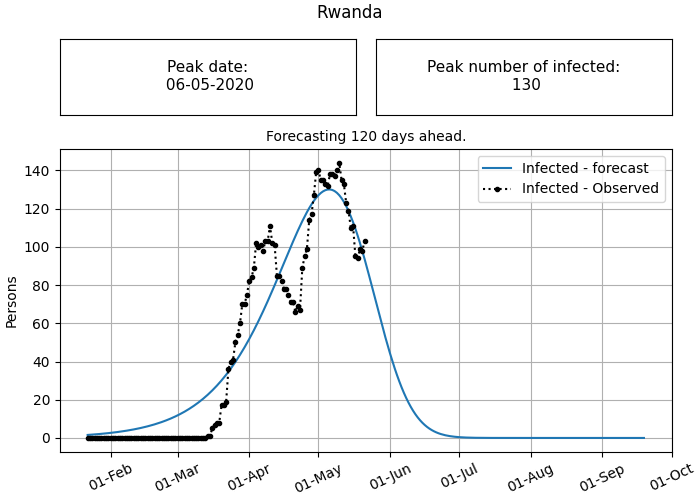 Rwanda
Peak date:
06-05-2020
Peak number of infected:
130
Forecasting 120 days ahead.
Infected - forecast
Infected - Observed
Persons
140
120
100
80
60
40
20
0
01-Feb
01-Mar
01-Apr
01-May
01-Jun
01-Jul
01-Aug
01-Sep
01-Oct